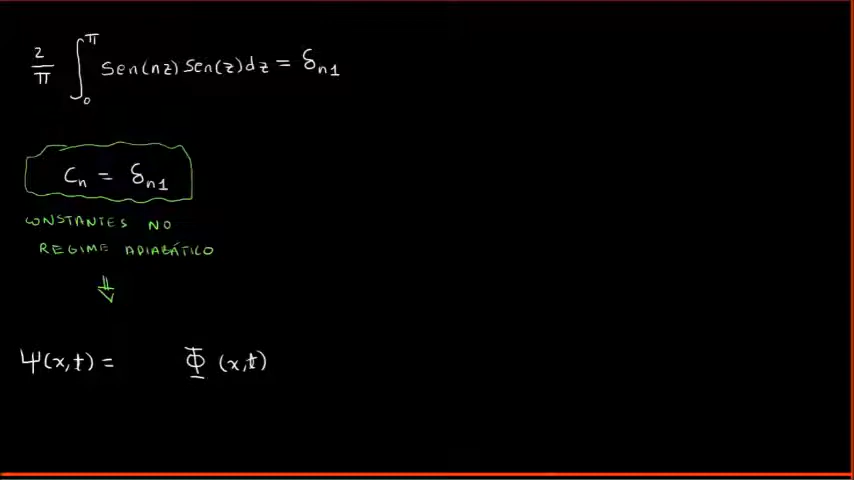 2/π ∫₀^π Sen(nz) Sen(z) dz = δn1
Cn = δn1
CONSTANTES NO
REGIME ADIABÁTICO
⇓
Ψ(x,t) = Φ (x,t)